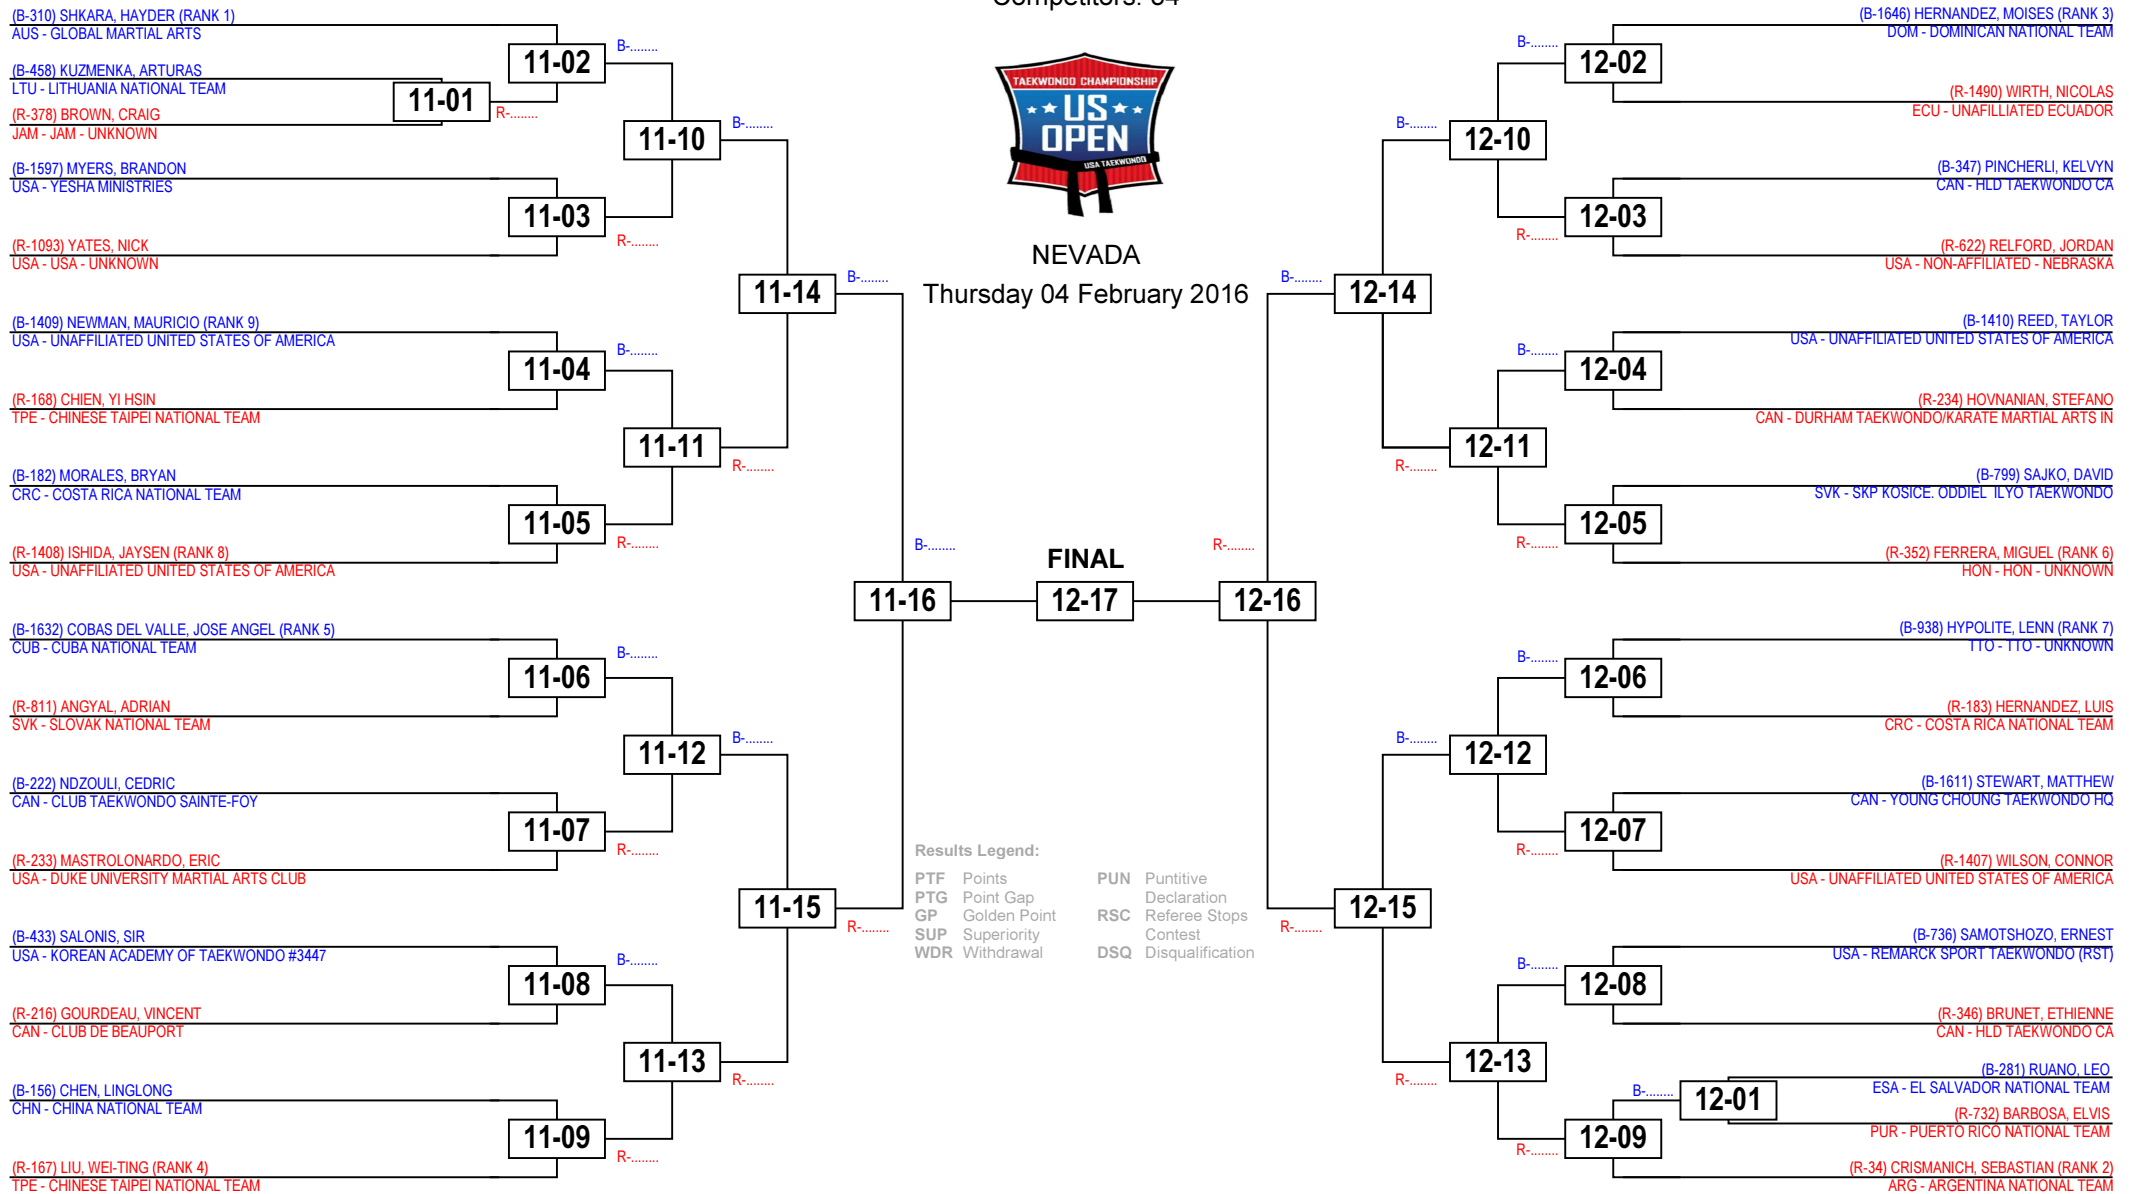 Competitors: 34
(B-310) SHKARA, HAYDER (RANK 1)
AUS - GLOBAL MARTIAL ARTS
(B-458) KUZMENKA, ARTURAS
LTU - LITHUANIA NATIONAL TEAM
(R-378) BROWN, CRAIG
JAM - JAM - UNKNOWN
(B-1597) MYERS, BRANDON
USA - YESHA MINISTRIES
(R-1093) YATES, NICK
USA - USA - UNKNOWN
(B-1409) NEWMAN, MAURICIO (RANK 9)
USA - UNAFFILIATED UNITED STATES OF AMERICA
(R-168) CHIEN, YI HSIN
TPE - CHINESE TAIPEI NATIONAL TEAM
(B-182) MORALES, BRYAN
CRC - COSTA RICA NATIONAL TEAM
(R-1408) ISHIDA, JAYSEN (RANK 8)
USA - UNAFFILIATED UNITED STATES OF AMERICA
(B-1632) COBAS DEL VALLE, JOSE ANGEL (RANK 5)
CUB - CUBA NATIONAL TEAM
(R-811) ANGYAL, ADRIAN
SVK - SLOVAK NATIONAL TEAM
(B-222) NDZOULI, CEDRIC
CAN - CLUB TAEKWONDO SAINTE-FOY
(R-233) MASTROLONARDO, ERIC
USA - DUKE UNIVERSITY MARTIAL ARTS CLUB
(B-433) SALONIS, SIR
USA - KOREAN ACADEMY OF TAEKWONDO #3447
(R-216) GOURDEAU, VINCENT
CAN - CLUB DE BEAUPORT
(B-156) CHEN, LINGLONG
CHN - CHINA NATIONAL TEAM
(R-167) LIU, WEI-TING (RANK 4)
TPE - CHINESE TAIPEI NATIONAL TEAM
11-01
R-........
11-02
B-........
11-03
R-........
11-04
B-........
11-05
R-........
11-06
B-........
11-07
R-........
11-08
B-........
11-09
R-........
11-10
B-........
11-11
R-........
11-12
B-........
11-13
R-........
11-14
B-........
11-15
R-........
11-16
B-........
TAEKWONDO CHAMPIONSHIP
US
OPEN
USA TAEKWONDO
NEVADA
Thursday 04 February 2016
FINAL
12-17
Results Legend:
PTF Points
PTG Point Gap
GP Golden Point
SUP Superiority
WDR Withdrawal
PUN Puntitive
Declaration
RSC Referee Stops
Contest
DSQ Disqualification
R-........
12-16
B-........
12-14
R-........
12-15
B-........
12-10
R-........
12-11
B-........
12-12
R-........
12-13
B-........
12-02
R-........
12-03
B-........
12-04
R-........
12-05
B-........
12-06
R-........
12-07
B-........
12-08
R-........
12-09
B-........
12-01
(B-1646) HERNANDEZ, MOISES (RANK 3)
DOM - DOMINICAN NATIONAL TEAM
(R-1490) WIRTH, NICOLAS
ECU - UNAFILLIATED ECUADOR
(B-347) PINCHERLI, KELVYN
CAN - HLD TAEKWONDO CA
(R-622) RELFORD, JORDAN
USA - NON-AFFILIATED - NEBRASKA
(B-1410) REED, TAYLOR
USA - UNAFFILIATED UNITED STATES OF AMERICA
(R-234) HOVNANIAN, STEFANO
CAN - DURHAM TAEKWONDO/KARATE MARTIAL ARTS IN
(B-799) SAJKO, DAVID
SVK - SKP KOSICE. ODDIEL ILYO TAEKWONDO
(R-352) FERRERA, MIGUEL (RANK 6)
HON - HON - UNKNOWN
(B-938) HYPOLITE, LENN (RANK 7)
TTO - TTO - UNKNOWN
(R-183) HERNANDEZ, LUIS
CRC - COSTA RICA NATIONAL TEAM
(B-1611) STEWART, MATTHEW
CAN - YOUNG CHOUNG TAEKWONDO HQ
(R-1407) WILSON, CONNOR
USA - UNAFFILIATED UNITED STATES OF AMERICA
(B-736) SAMOTSHOZO, ERNEST
USA - REMARCK SPORT TAEKWONDO (RST)
(R-346) BRUNET, ETHIENNE
CAN - HLD TAEKWONDO CA
(B-281) RUANO, LEO
ESA - EL SALVADOR NATIONAL TEAM
(R-732) BARBOSA, ELVIS
PUR - PUERTO RICO NATIONAL TEAM
(R-34) CRISMANICH, SEBASTIAN (RANK 2)
ARG - ARGENTINA NATIONAL TEAM